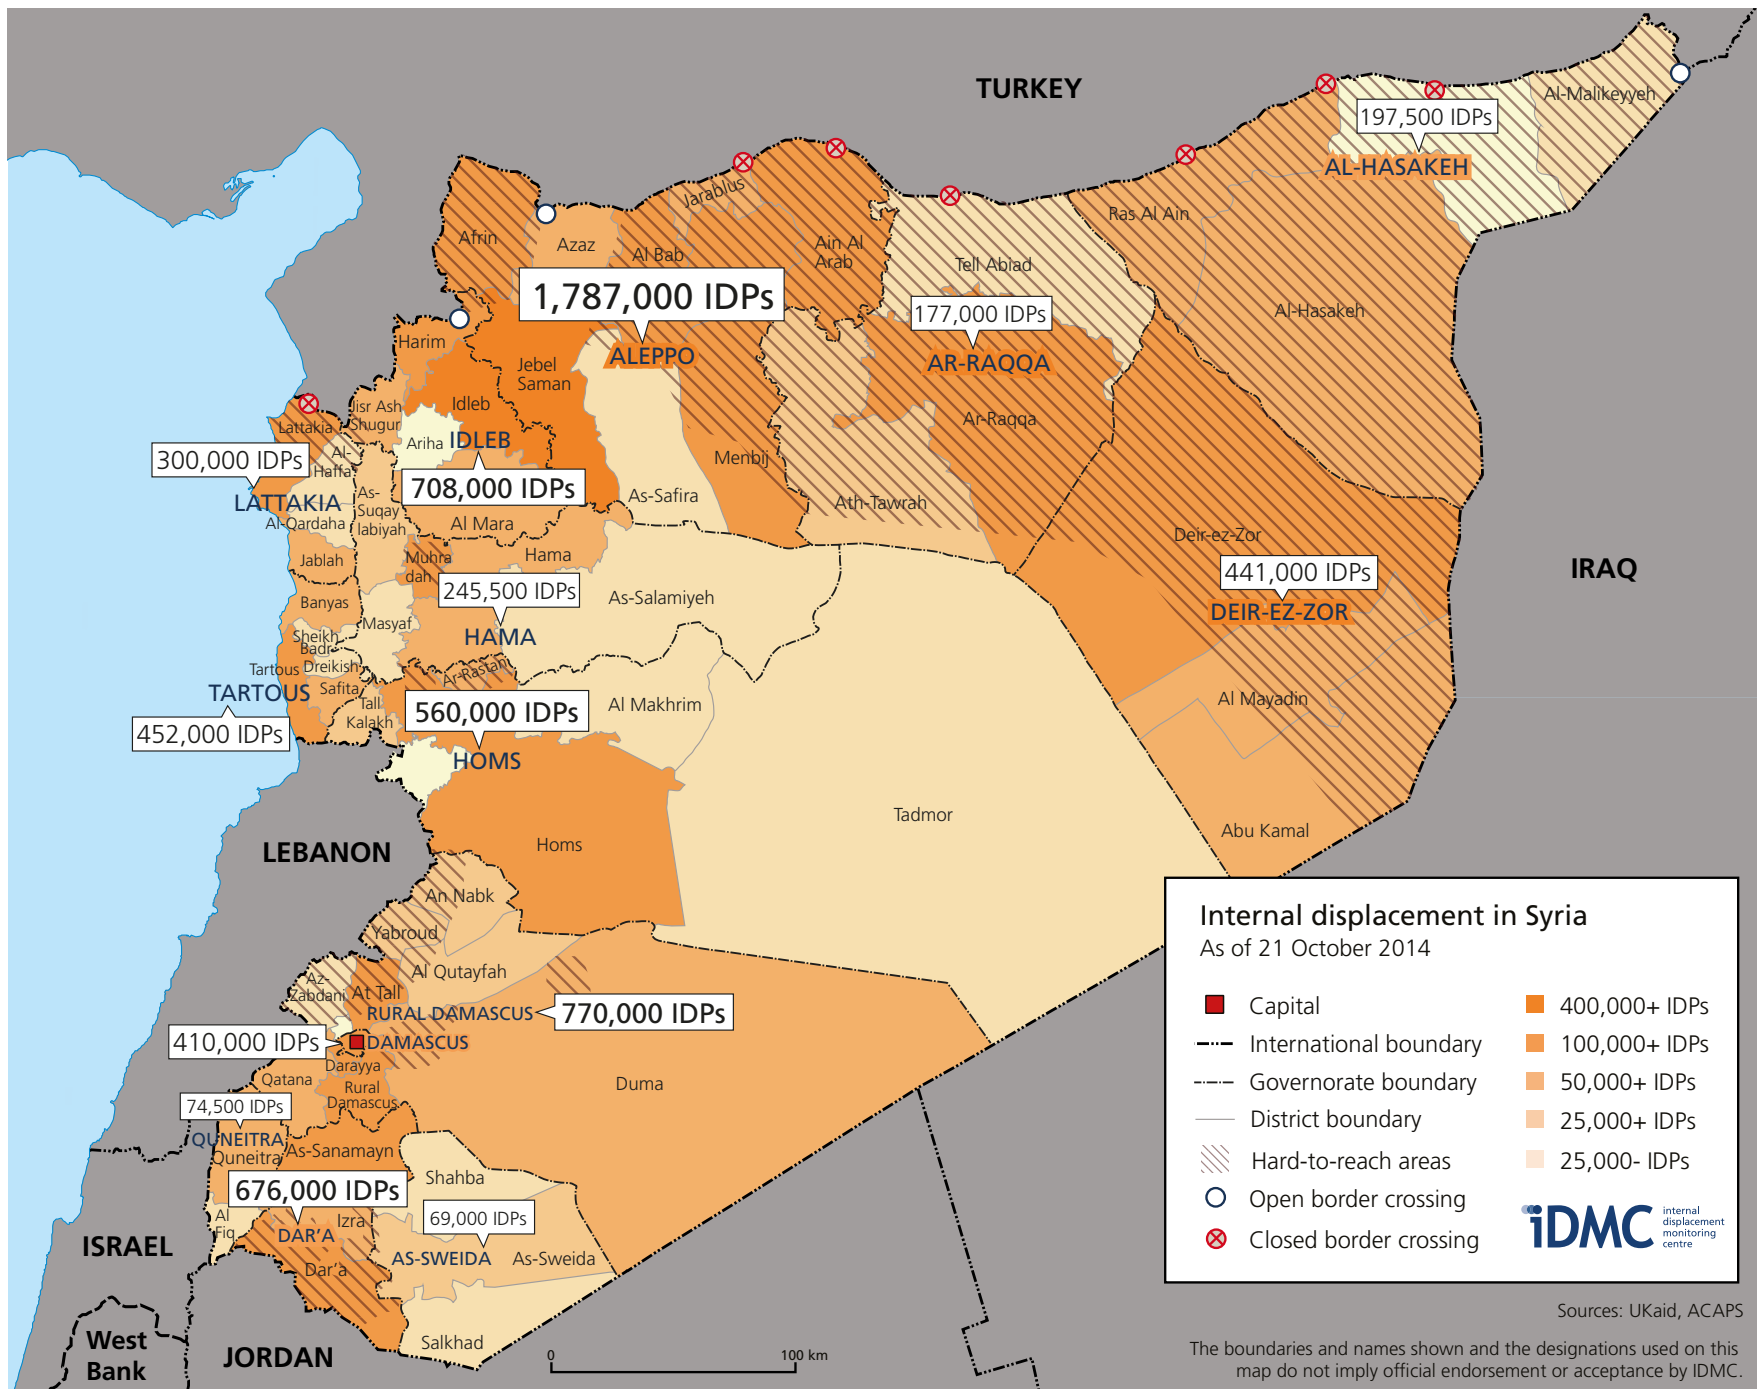 TURKEY
Al-Malikeyyeh
197,500 IDPs
AL-HASAKEH
Jarablus
Afrin
Azaz
Al Bab
Ain Al
Arab
Ras Al Ain
Tell Abiad
1,787,000 IDPs
177,000 IDPs
Al-Hasakeh
Harim
ALEPPO
AR-RAQQA
Jebel
Saman
Idleb
Jisr Ash
Shugur
Ar-Raqqa
Lattakia
Ariha
IDLEB
Al-
Haffa
300,000 IDPs
Menbij
708,000 IDPs
As-Safira
Ath-Tawrah
LATTAKIA
As-
Suqay
labiyah
Al-Qardaha
Al Mara
Deir-ez-Zor
Jablah
Muhra
dah
Hama
IRAQ
441,000 IDPs
245,500 IDPs
As-Salamiyeh
DEIR-EZ-ZOR
Banyas
Masyaf
HAMA
Sheikh
Badr
Tartous
Dreikish
Ar-Rastan
TARTOUS
Safita
Tall
Kalakh
560,000 IDPs
Al Makhrim
Al Mayadin
452,000 IDPs
HOMS
Tadmor
Abu Kamal
LEBANON
Homs
An Nabk
Yabroud
Al Qutayfah
Az-
Zabdani
At Tall
RURAL DAMASCUS
770,000 IDPs
410,000 IDPs
DAMASCUS
Darayya
Qatana
Rural
Damascus
Duma
74,500 IDPs
QUNEITRA
Quneitra
As-Sanamayn
676,000 IDPs
Shahba
Al
Fiq
Izra
69,000 IDPs
DAR'A
AS-SWEIDA
As-Sweida
Dar'a
ISRAEL
Salkhad
West
Bank
JORDAN
0
100 km
Internal displacement in Syria
As of 21 October 2014
Capital
International boundary
Governorate boundary
District boundary
Hard-to-reach areas
Open border crossing
Closed border crossing
400,000+ IDPs
100,000+ IDPs
50,000+ IDPs
25,000+ IDPs
25,000- IDPs
iDMC
internal
displacement
monitoring
centre
Sources: UKaid, ACAPS
The boundaries and names shown and the designations used on this
map do not imply official endorsement or acceptance by IDMC.